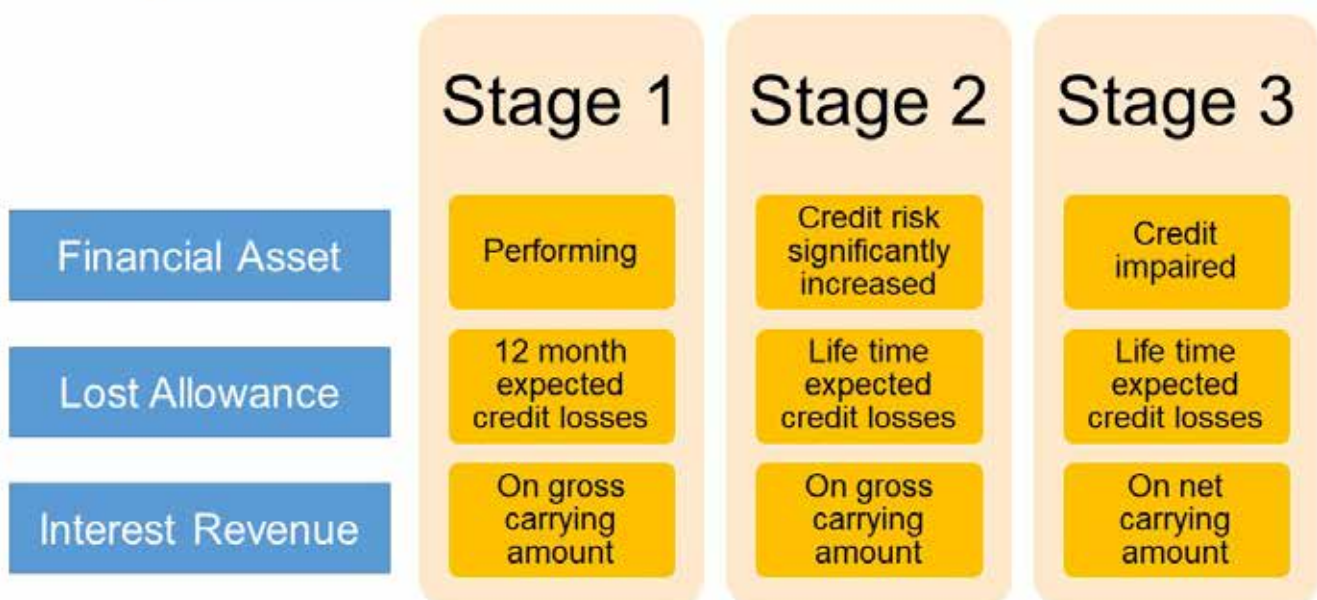 Stage 1
Stage 2
Stage 3
Financial Asset
Performing
Credit risk
significantly
increased
Credit
impaired
Lost Allowance
12 month
expected
credit losses
Life time
expected
credit losses
Life time
expected
credit losses
Interest Revenue
On gross
carrying
amount
On gross
carrying
amount
On net
carrying
amount